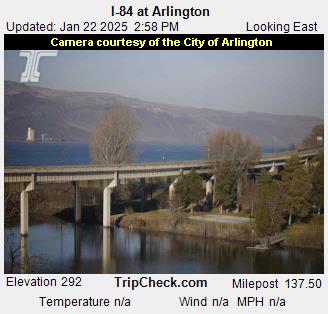 I-84 at Arlington
Updated: Jan 22 2025 2:58 PM Looking East
Camera courtesy of the City of Arlington
Elevation 292 TripCheck.com Milepost 137.50
Temperature n/a Wind n/a MPH n/a